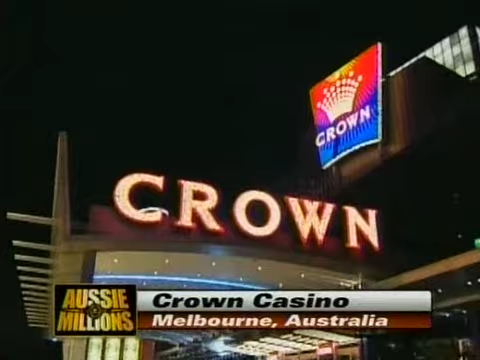 CROWN
CROWN
AUSSIE
MILLIONS
Crown Casino
Melbourne, Australia